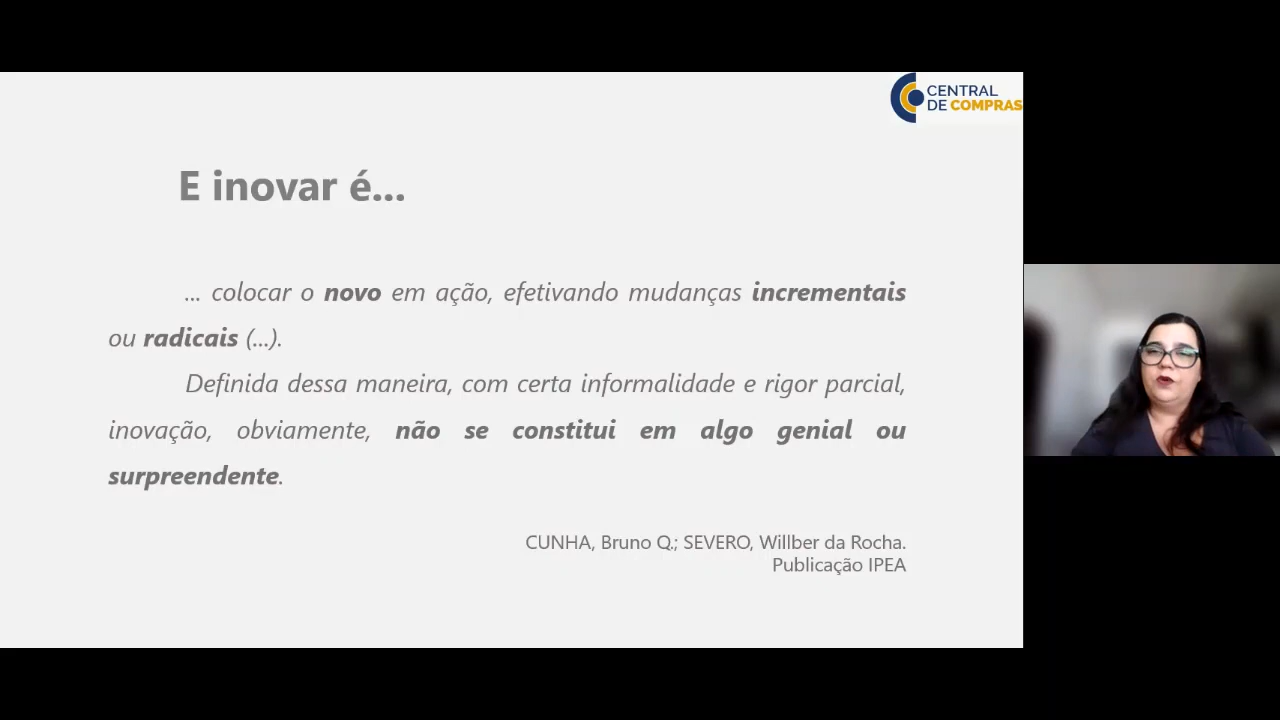 CENTRAL
DE COMPRAS
E inovar é...
... colocar o novo em ação, efetivando mudanças incrementais
ou radicais (...).
Definida dessa maneira, com certa informalidade e rigor parcial,
inovação, obviamente, não se constitui em algo genial ou
surpreendente.
CUNHA, Bruno Q.; SEVERO, Willber da Rocha.
Publicação IPEA